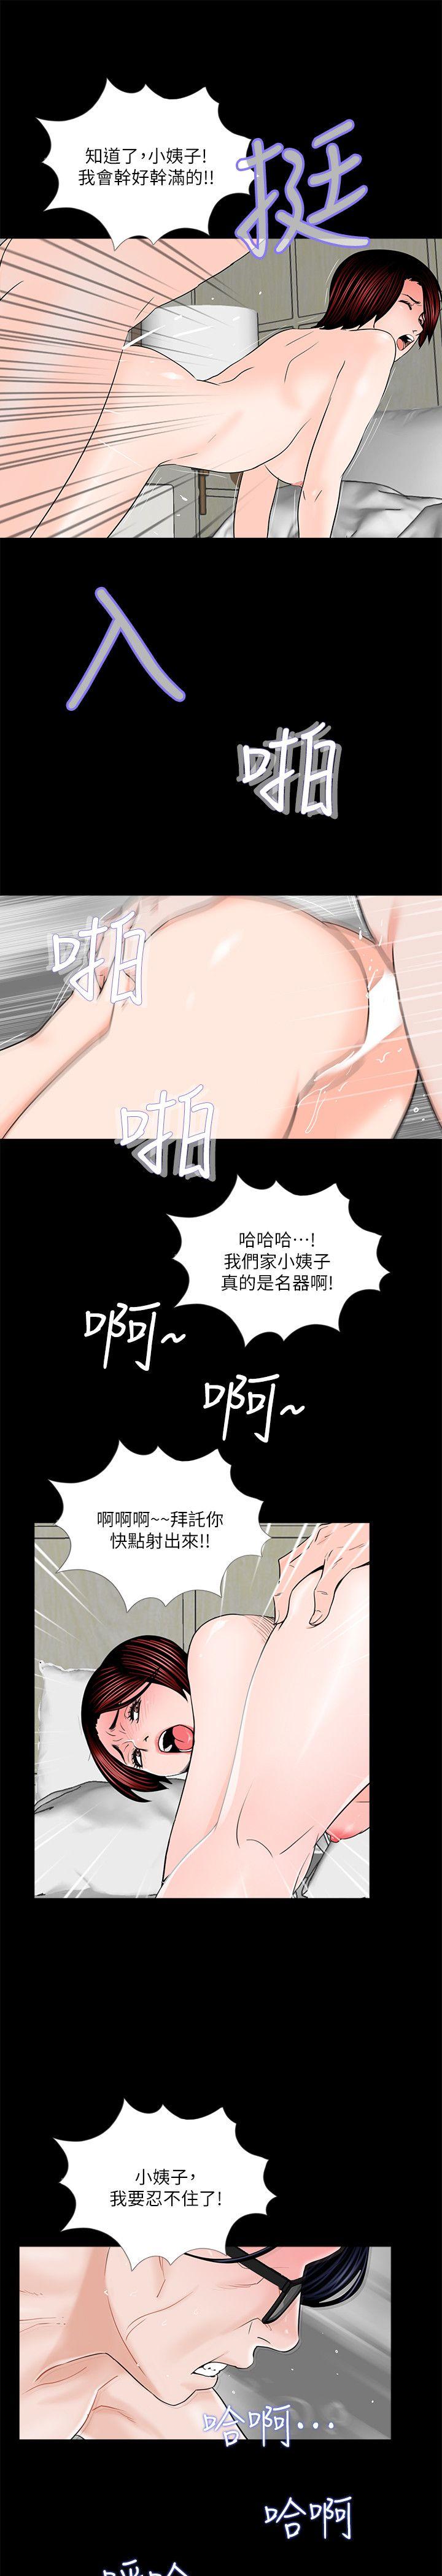 知道了，小姨子！
我會幹好幹滿的！！
挺
入
啪
啪
啪
哈哈哈⋯！
我們家小姨子
真的是名器啊！
啊~
啊~
啊啊啊~~拜託你
快點射出來！！
小姨子，
我要忍不住了！
哈啊⋯
哈啊